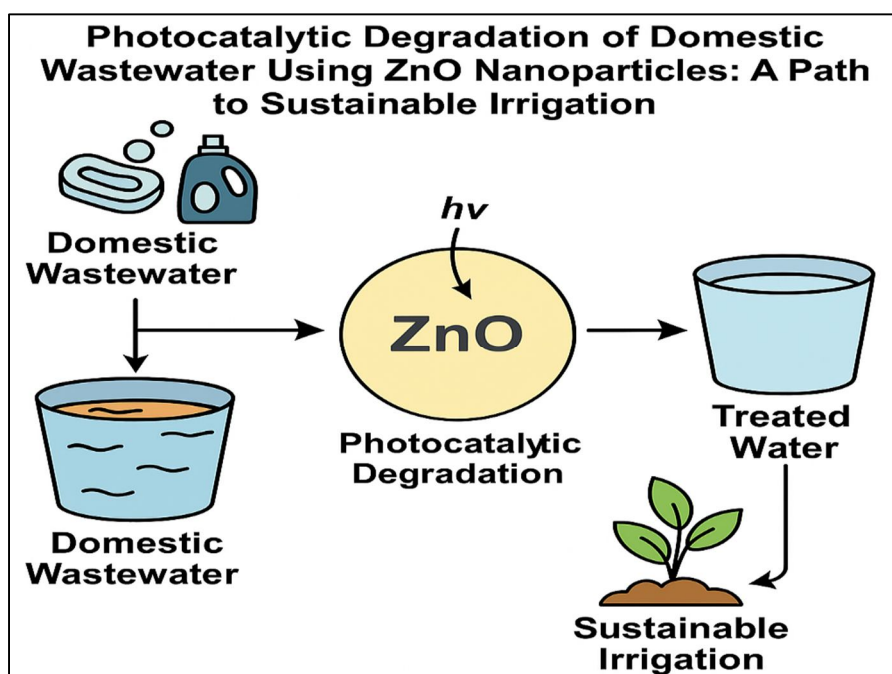 Photocatalytic Degradation of Domestic
Wastewater Using ZnO Nanoparticles: A Path
to Sustainable Irrigation
Domestic
Wastewater
hv
ZnO
Photocatalytic
Degradation
Treated
Water
Domestic
Wastewater
Sustainable
Irrigation